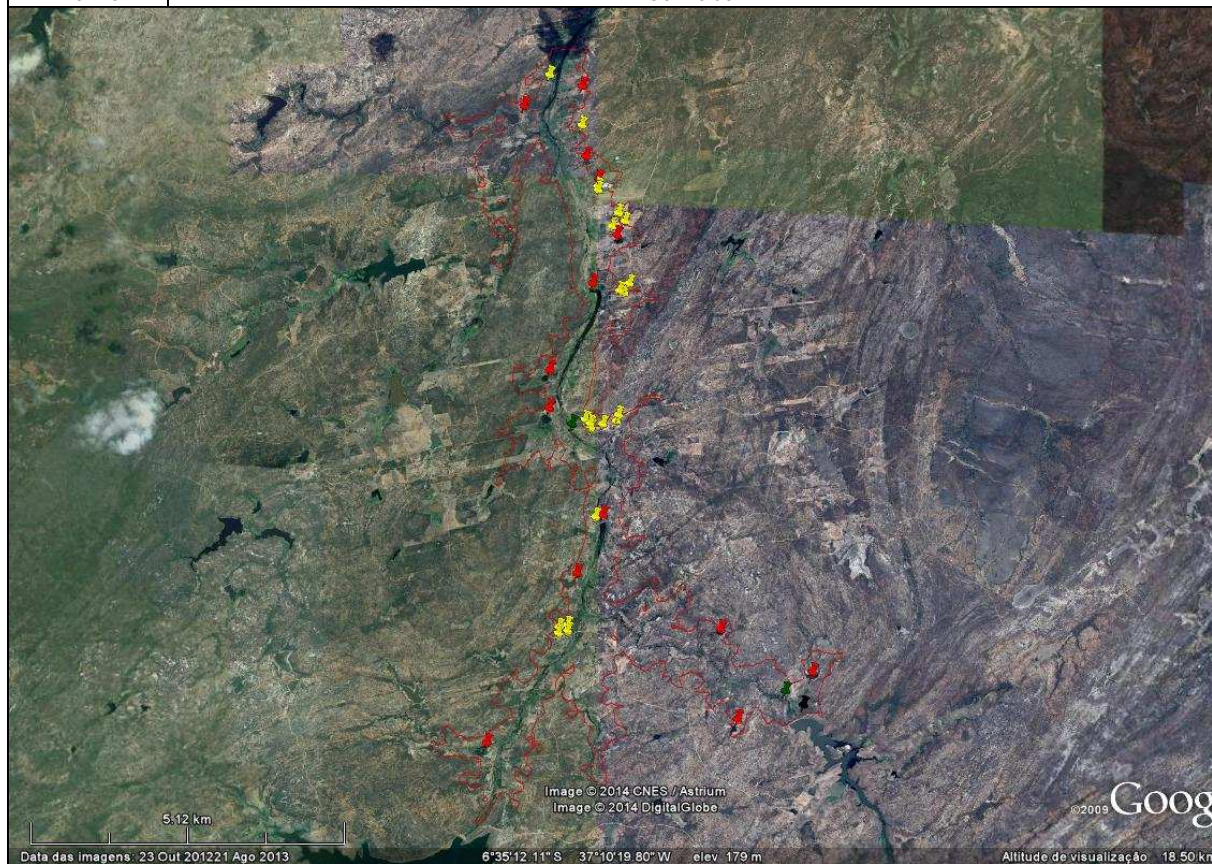 Image © 2014 CNES / Astrium
Image © 2014 DigitalGlobe
©2009 Goog
5.12 km
Data das imagens: 23 Out 201221 Ago 2013 6°35'12.11" S 37°10'19.80" W elev 179 m Altitude de visualização 18.50 km